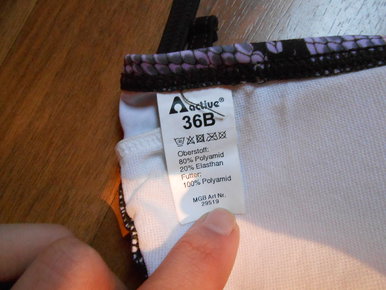 active®
36B
Oberstoff:
80% Polyamid
20% Elasthan
Futter:
100% Polyamid
MGB Art Nr.
29519